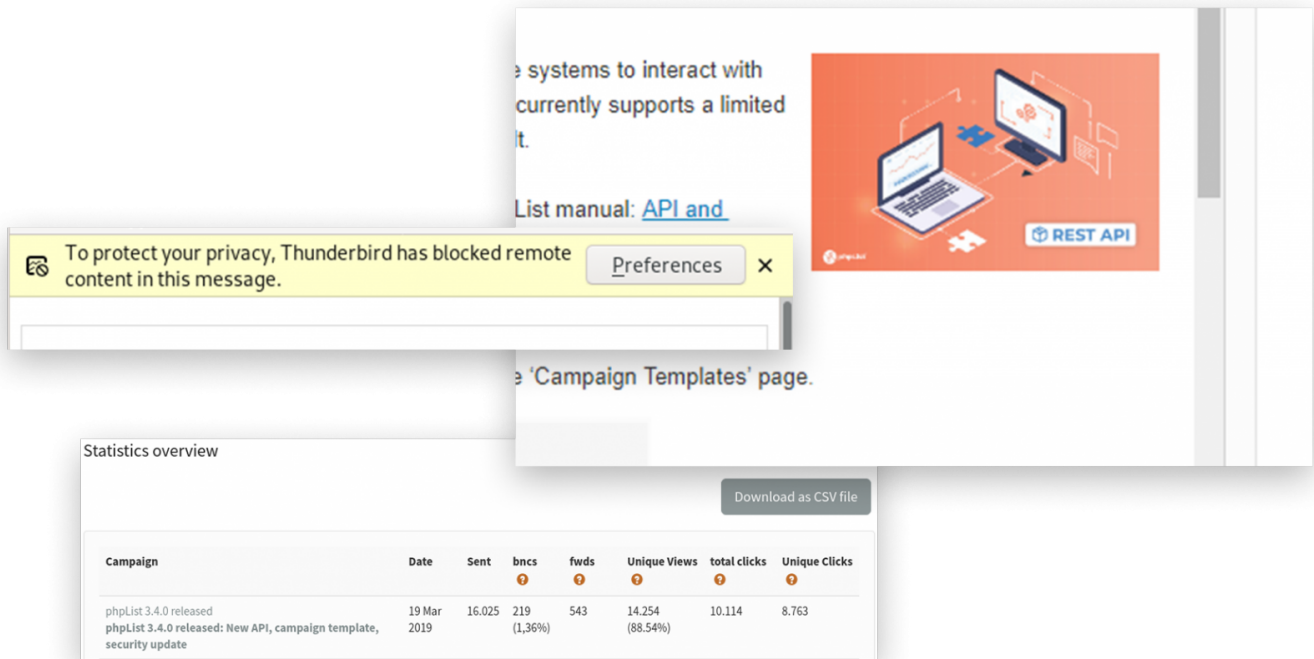 e systems to interact with
currently supports a limited
lt.
List manual: API and
REST API
phpList
To protect your privacy, Thunderbird has blocked remote
content in this message.
Preferences
e ‘Campaign Templates’ page.
Statistics overview
Download as CSV file
Campaign Date Sent bncs fwds Unique Views total clicks Unique Clicks
phpList 3.4.0 released 19 Mar 16.025 219 543 14.254 10.114 8.763
phpList 3.4.0 released: New API, campaign template, 2019 (1,36%) (88.54%)
security update